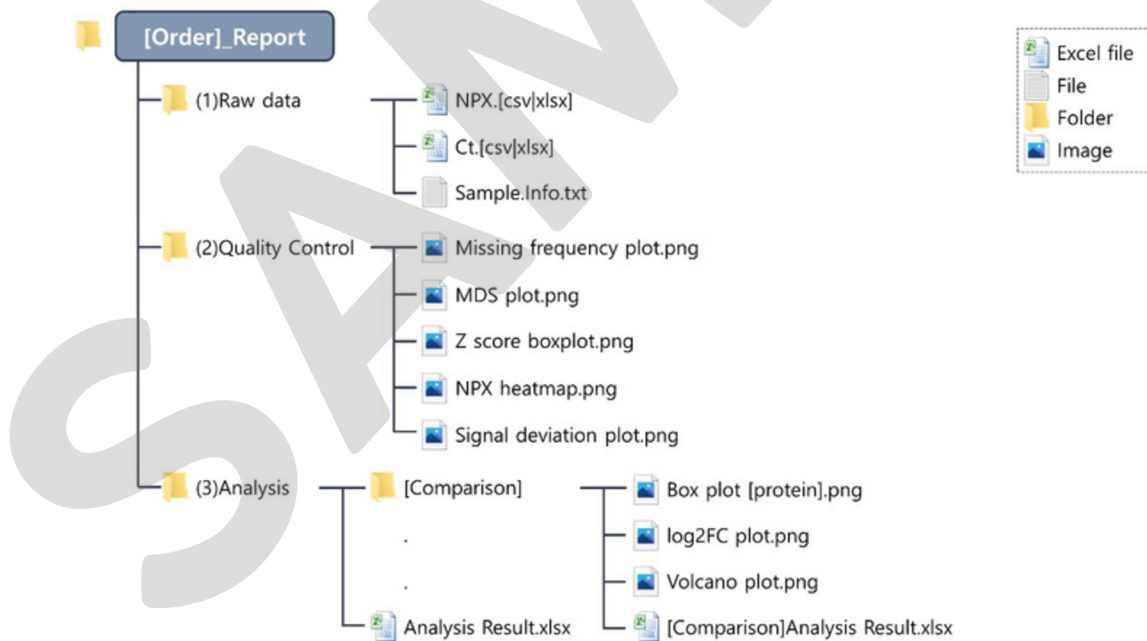 [Order]_Report
Excel file
File
Folder
Image
(1)Raw data
NPX.[csv|xlsx]
Ct.[csv|xlsx]
Sample.Info.txt
(2)Quality Control
Missing frequency plot.png
MDS plot.png
Z score boxplot.png
NPX heatmap.png
Signal deviation plot.png
(3)Analysis
[Comparison]
.
.
Analysis Result.xlsx
Box plot [protein].png
log2FC plot.png
Volcano plot.png
[Comparison]Analysis Result.xlsx